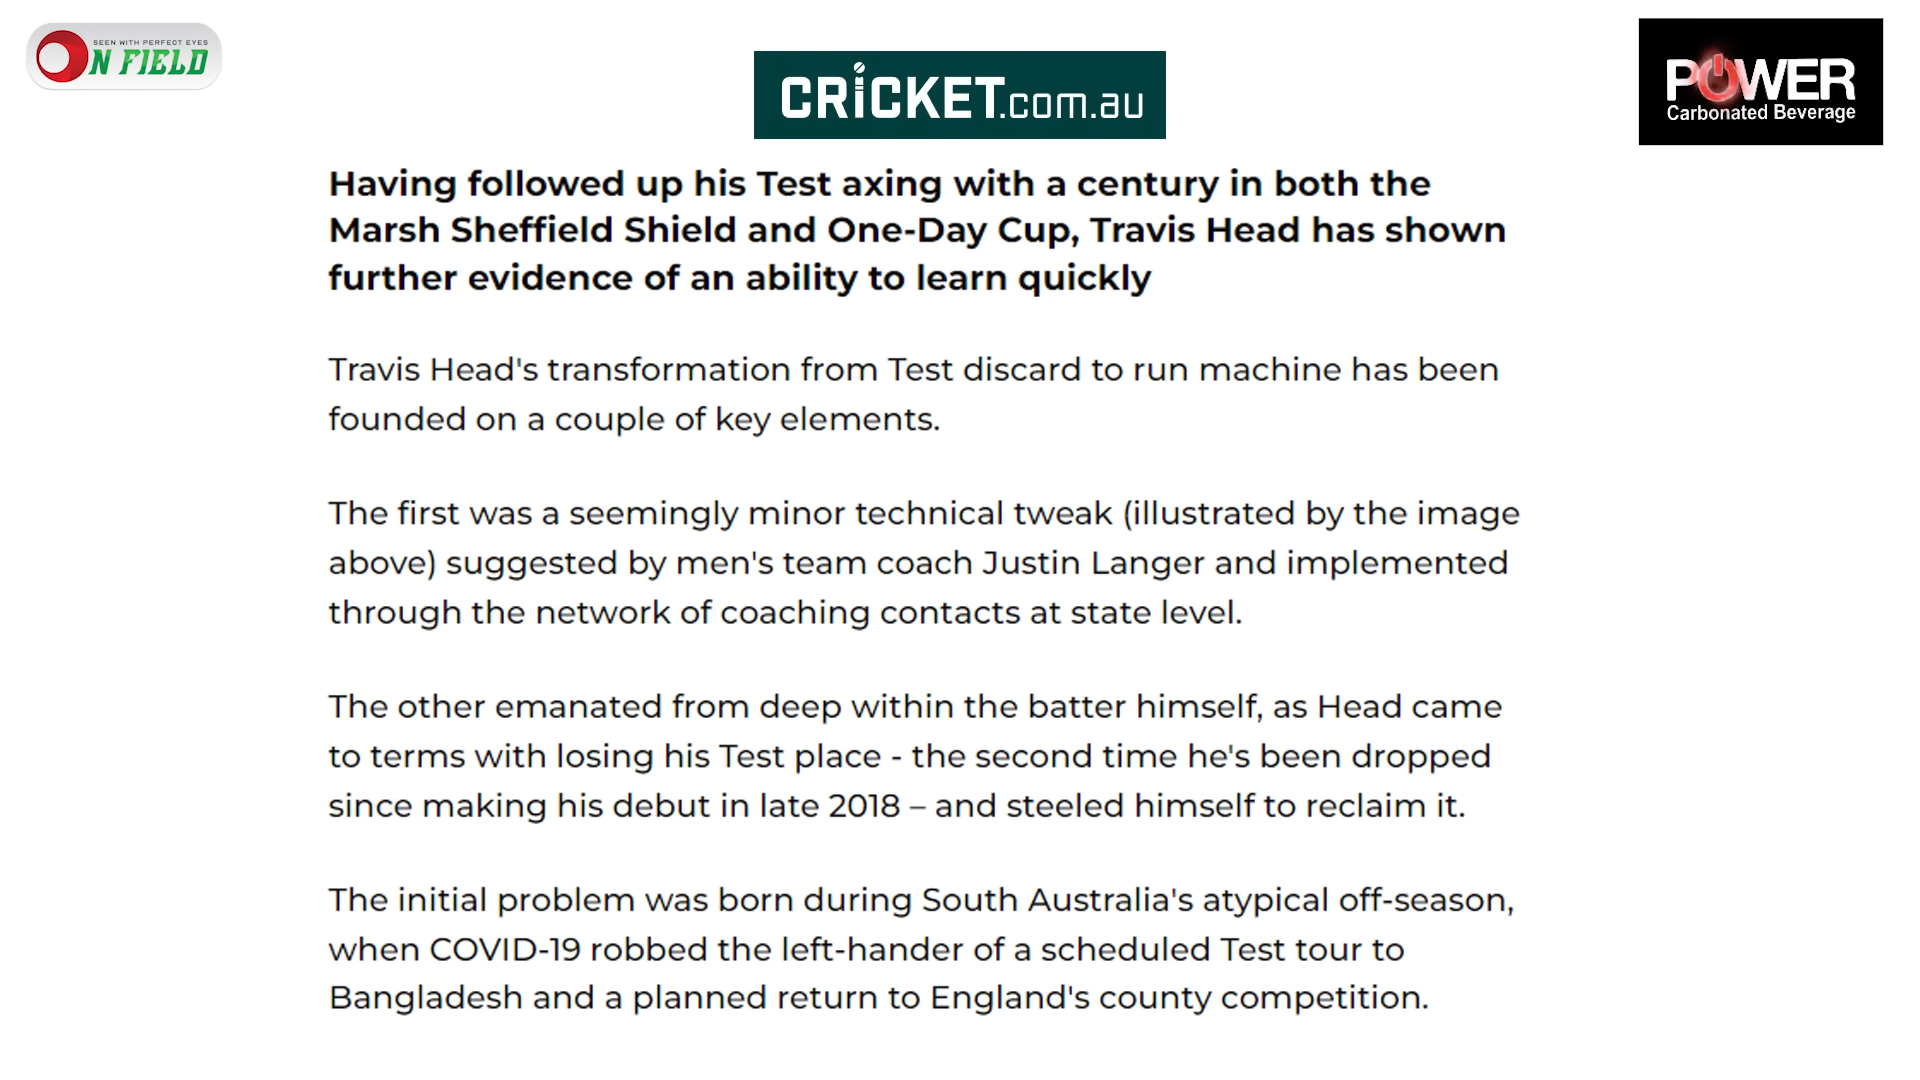 SEEN WITH PERFECT EYES
ON FIELD
CRICKET.com.au
POWER
Carbonated Beverage
Having followed up his Test axing with a century in both the
Marsh Sheffield Shield and One-Day Cup, Travis Head has shown
further evidence of an ability to learn quickly
Travis Head's transformation from Test discard to run machine has been
founded on a couple of key elements.
The first was a seemingly minor technical tweak (illustrated by the image
above) suggested by men's team coach Justin Langer and implemented
through the network of coaching contacts at state level.
The other emanated from deep within the batter himself, as Head came
to terms with losing his Test place - the second time he's been dropped
since making his debut in late 2018 – and steeled himself to reclaim it.
The initial problem was born during South Australia's atypical off-season,
when COVID-19 robbed the left-hander of a scheduled Test tour to
Bangladesh and a planned return to England's county competition.